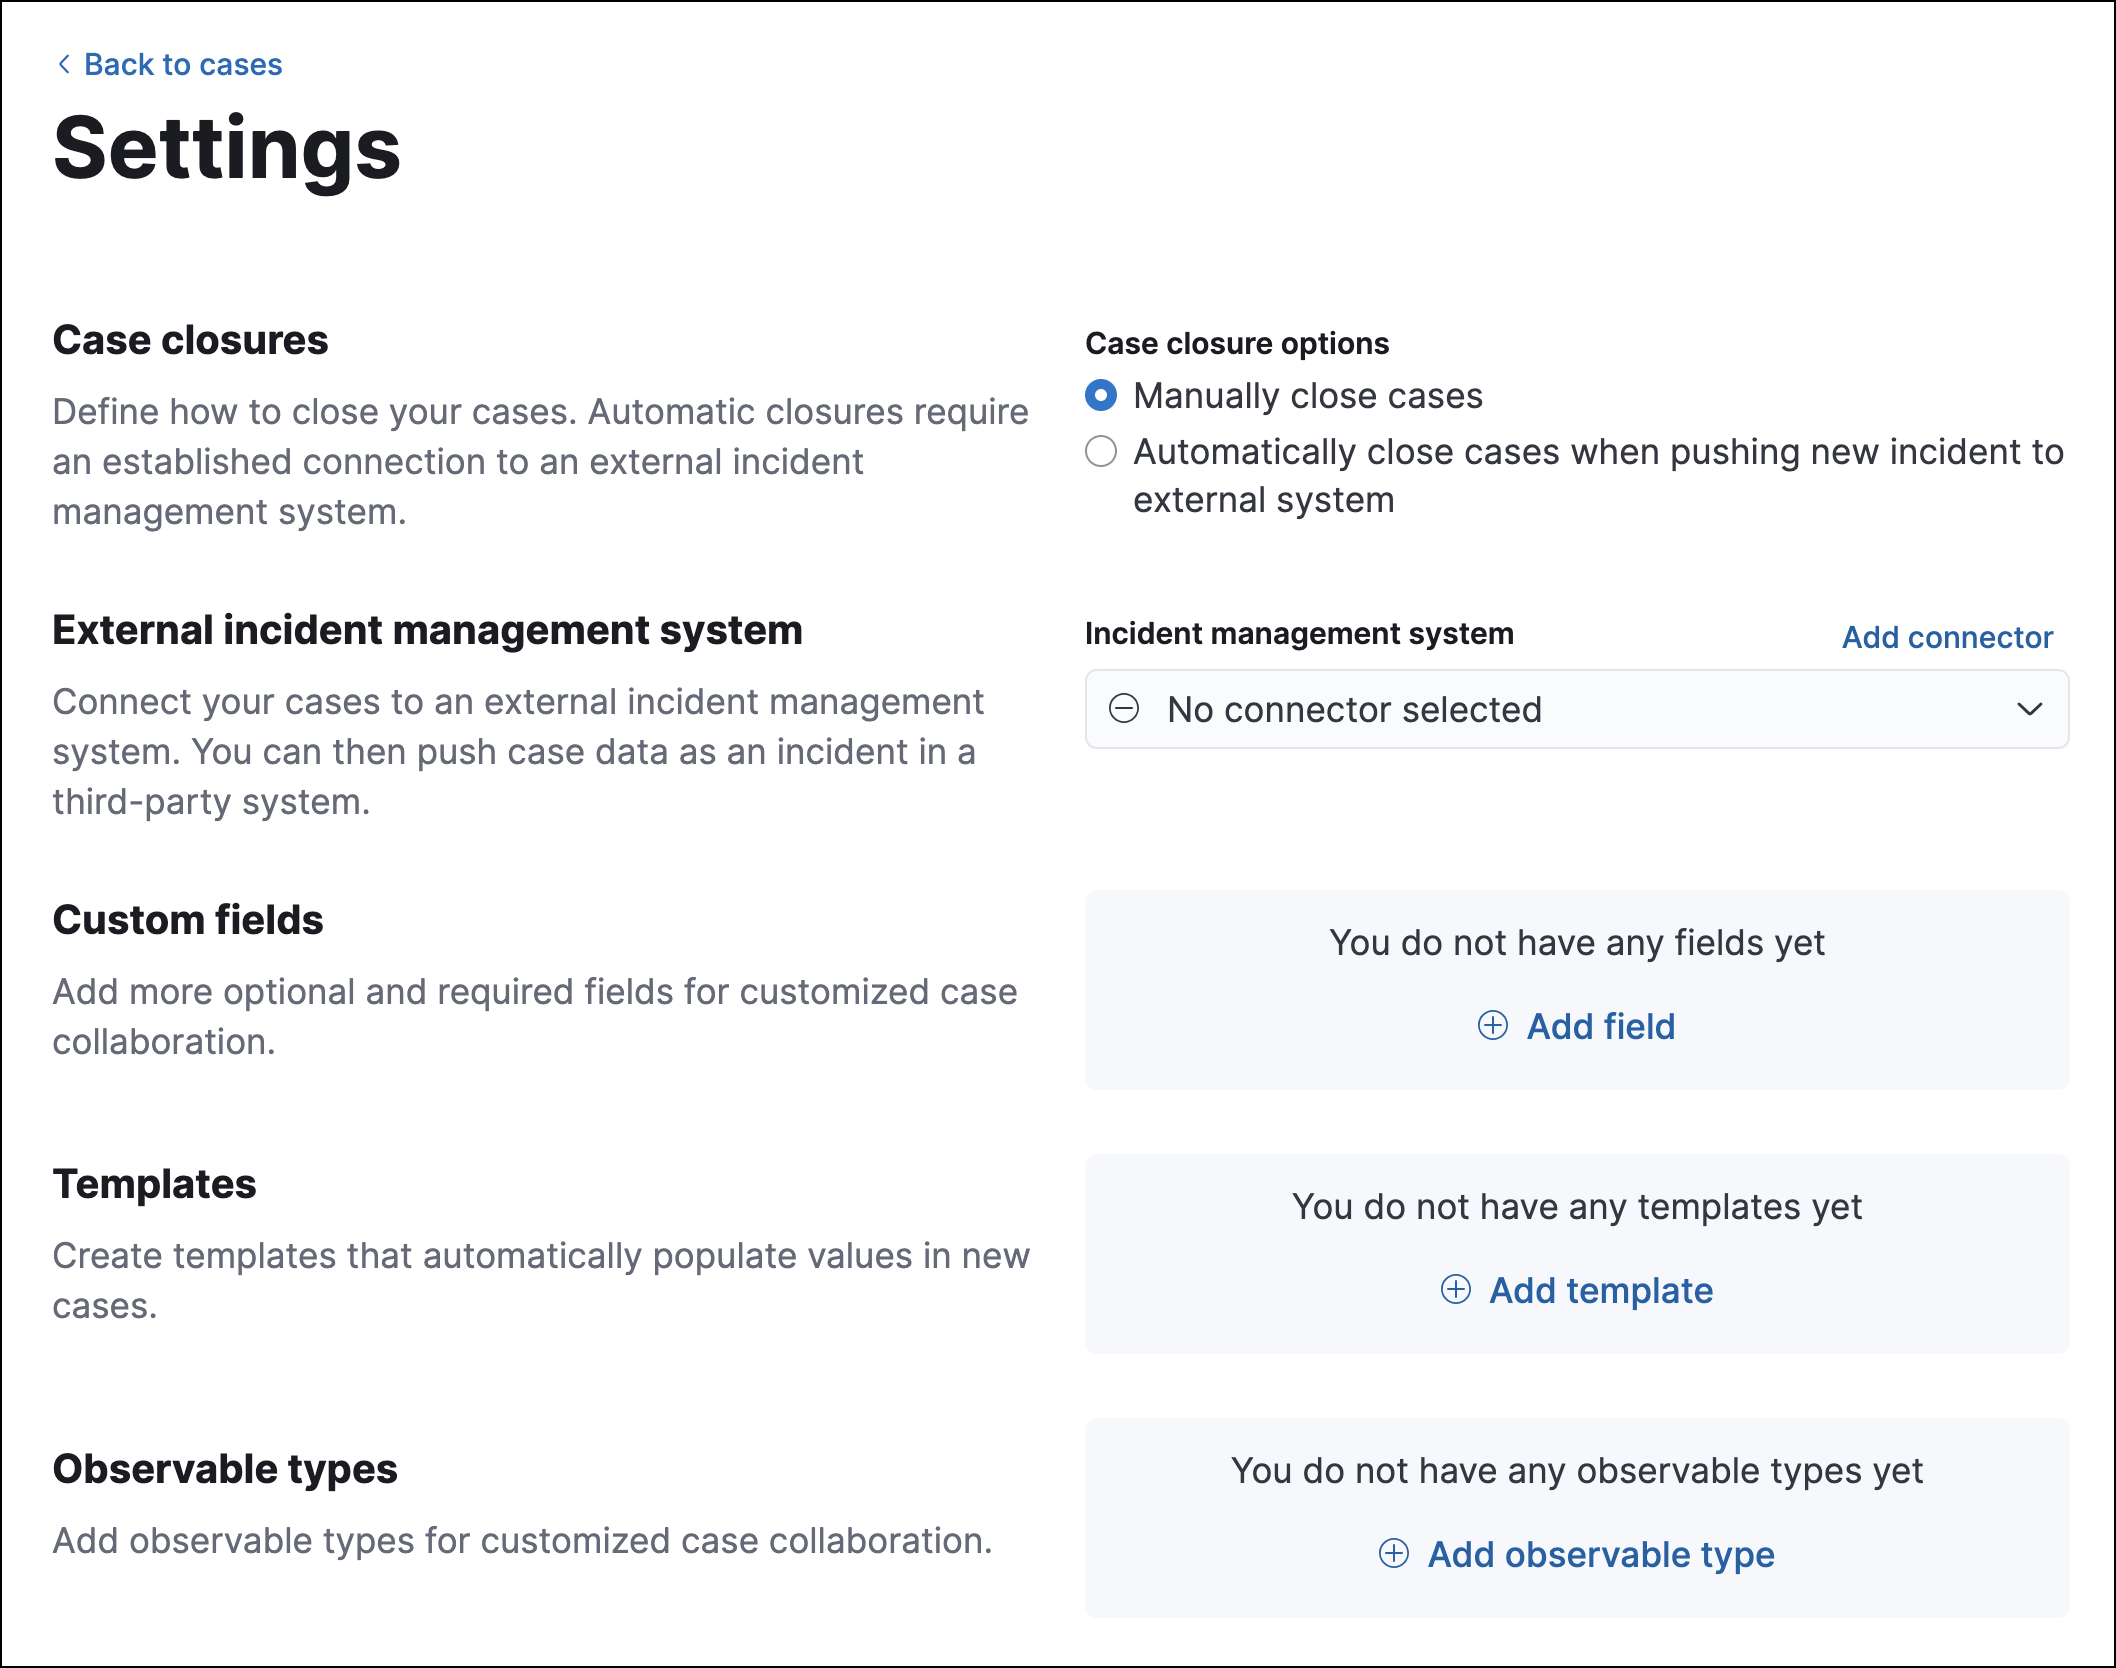 Back to cases
Settings
Case closures
Define how to close your cases. Automatic closures require
an established connection to an external incident
management system.
Case closure options
Manually close cases
Automatically close cases when pushing new incident to
external system
External incident management system
Connect your cases to an external incident management
system. You can then push case data as an incident in a
third-party system.
Incident management system
Add connector
No connector selected
Custom fields
Add more optional and required fields for customized case
collaboration.
You do not have any fields yet
Add field
Templates
Create templates that automatically populate values in new
cases.
You do not have any templates yet
Add template
Observable types
Add observable types for customized case collaboration.
You do not have any observable types yet
Add observable type